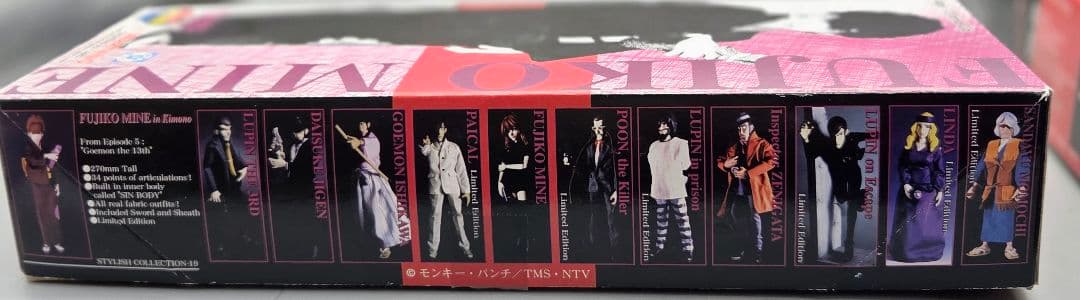 FUJIKO MINE
FUJIKO MINE in Kimono
From Episode 5 ;
"Goemon the 13th"
●270mm Tall
●34 points of articulations !
●Built in inner body
called "SIN BODY"
●All real fabric outfits !
●Included Sword and Sheath
●Limited Edition
STYLISH COLLECTION:19
LUPIN THE 3RD
DAISUKE JIGEN
GOEMON ISHIKAWA
PAICAL Limited Edition
FUJIKO MINE
POON, the Killer
Limited Edition
LUPIN in prison
Limited Edition
Inspector ZENIGATA
LUPIN on Escape
Limited Edition
LINDA Limited Edition
MOMOCHI
Limited Edition
© モンキー・パンチ／TMS・NTV